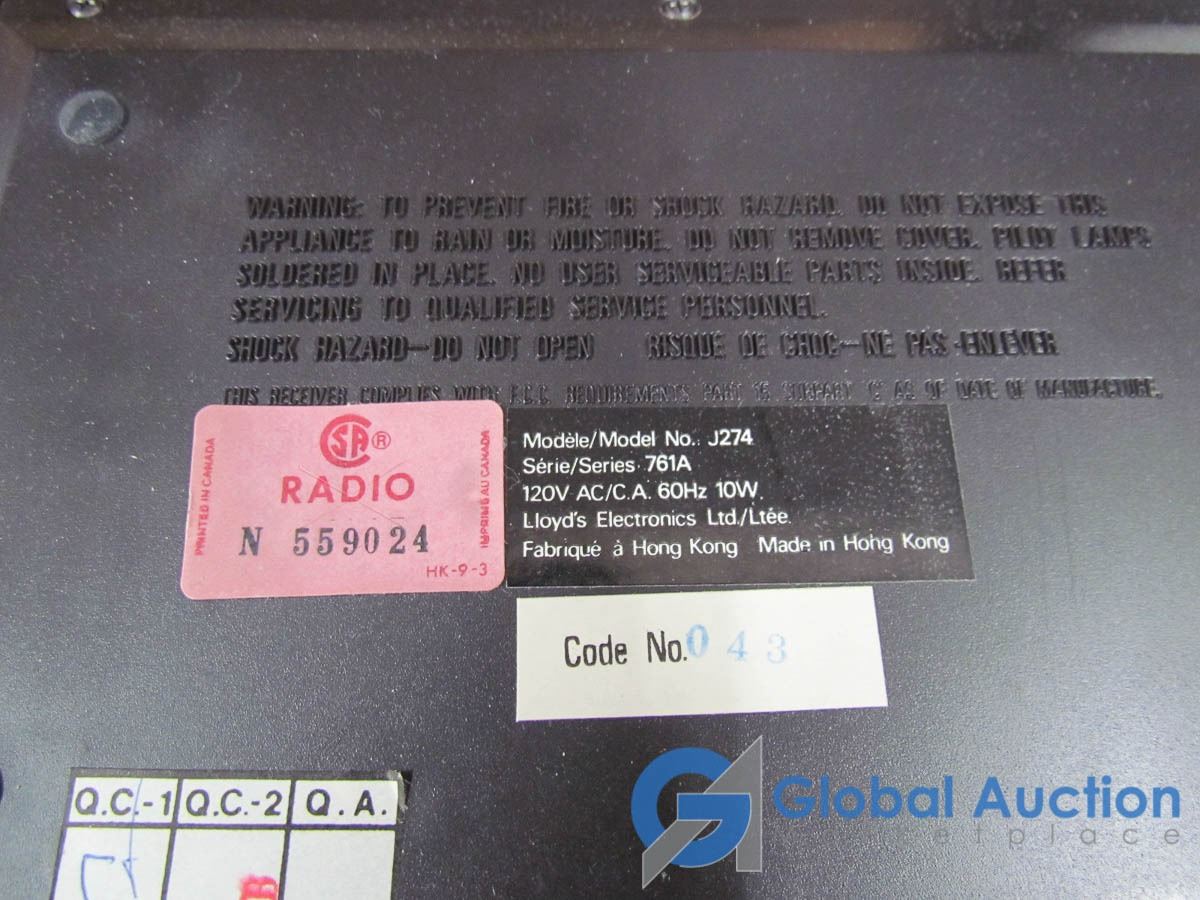 WARNING: TO PREVENT FIRE OR SHOCK HAZARD. DO NOT EXPOSE THIS
APPLIANCE TO RAIN OR MOISTURE. DO NOT REMOVE COVER. PILOT LAMPS
SOLDERED IN PLACE. NO USER SERVICEABLE PARTS INSIDE. REFER
SERVICING TO QUALIFIED SERVICE PERSONNEL.
SHOCK HAZARD—DO NOT OPEN RISQUE DE CHOC—NE PAS ENLEVER
THIS RECEIVER COMPLIES WITH F.C.C. REQUIREMENTS PART 15 SUBPART 'C' AS OF DATE OF MANUFACTURE.
PRINTED IN CANADA
SA®
RADIO
N 559024
HK-9-3
IMPRIMÉ AU CANADA
Modèle/Model No.: J274
Série/Series 761A
120V AC/C.A. 60Hz 10W.
Lloyd's Electronics Ltd./Ltée.
Fabriqué à Hong Kong Made in Hong Kong
Code No. 043
Q.C.-1 Q.C.-2 Q.A.
GA Global Auction
etplace